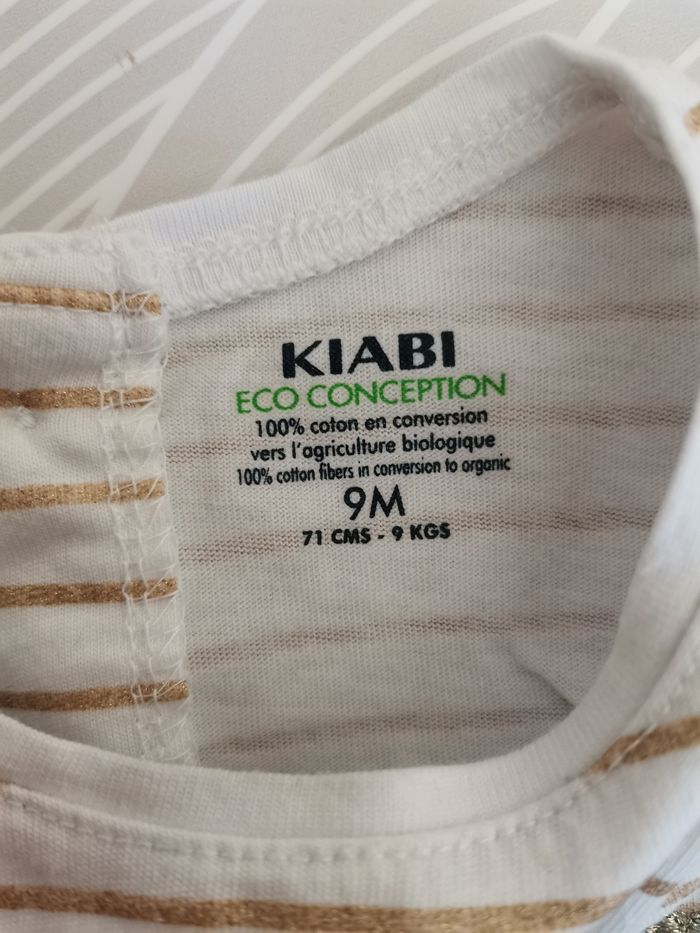 KIABI
ECO CONCEPTION
100% coton en conversion
vers l'agriculture biologique
100% cotton fibers in conversion to organic
9M
71 CMS - 9 KGS